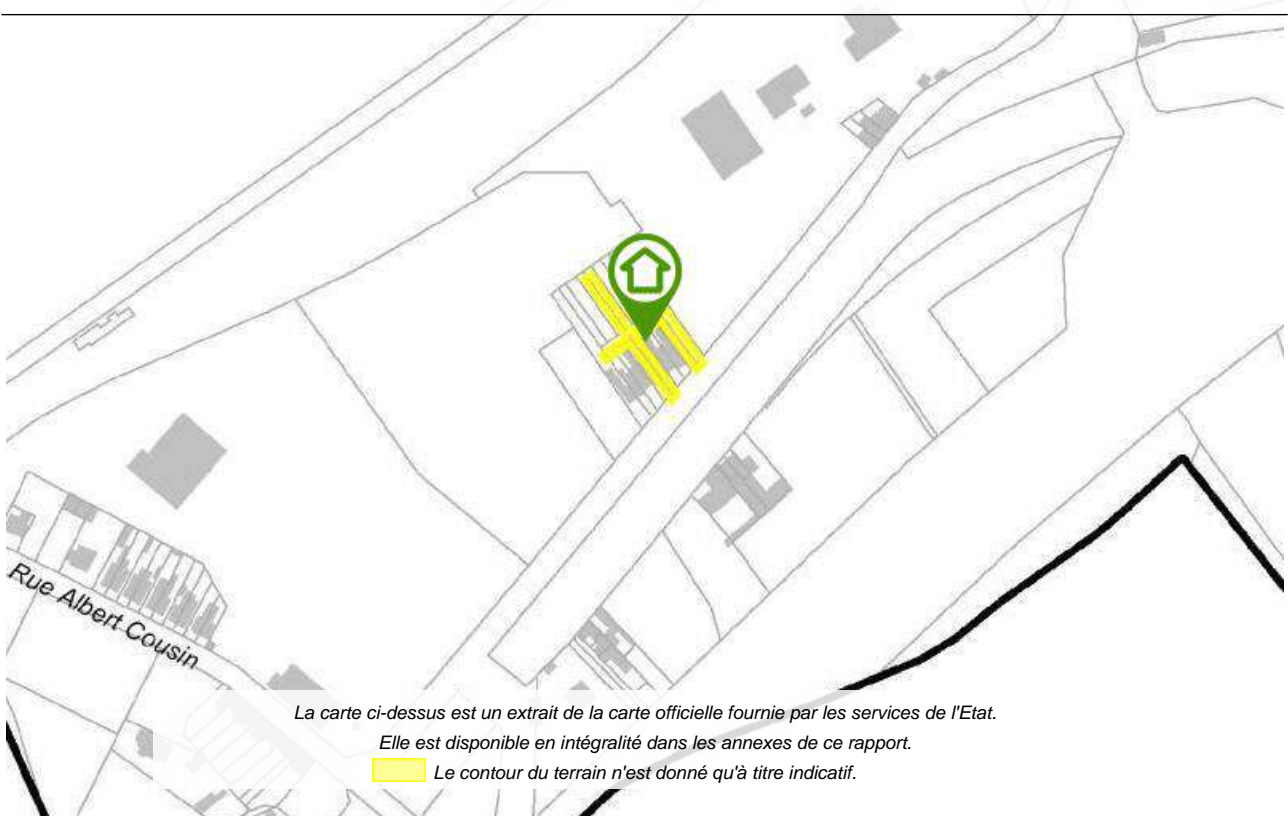 Rue Albert Cousin
La carte ci-dessus est un extrait de la carte officielle fournie par les services de l'Etat.
Elle est disponible en intégralité dans les annexes de ce rapport.
Le contour du terrain n'est donné qu'à titre indicatif.